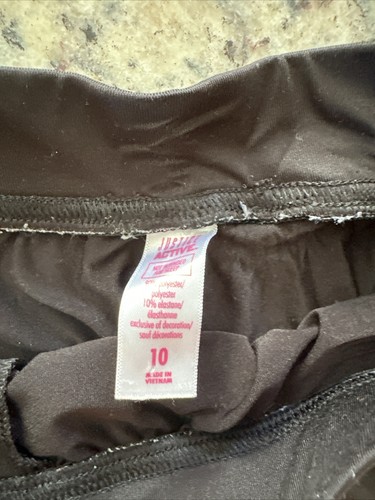 JUSTICE
ACTIVE
polyester/
polyester
10% elastane/
élasthanne
exclusive of decoration/
sauf décorations
10
MADE IN
VIETNAM